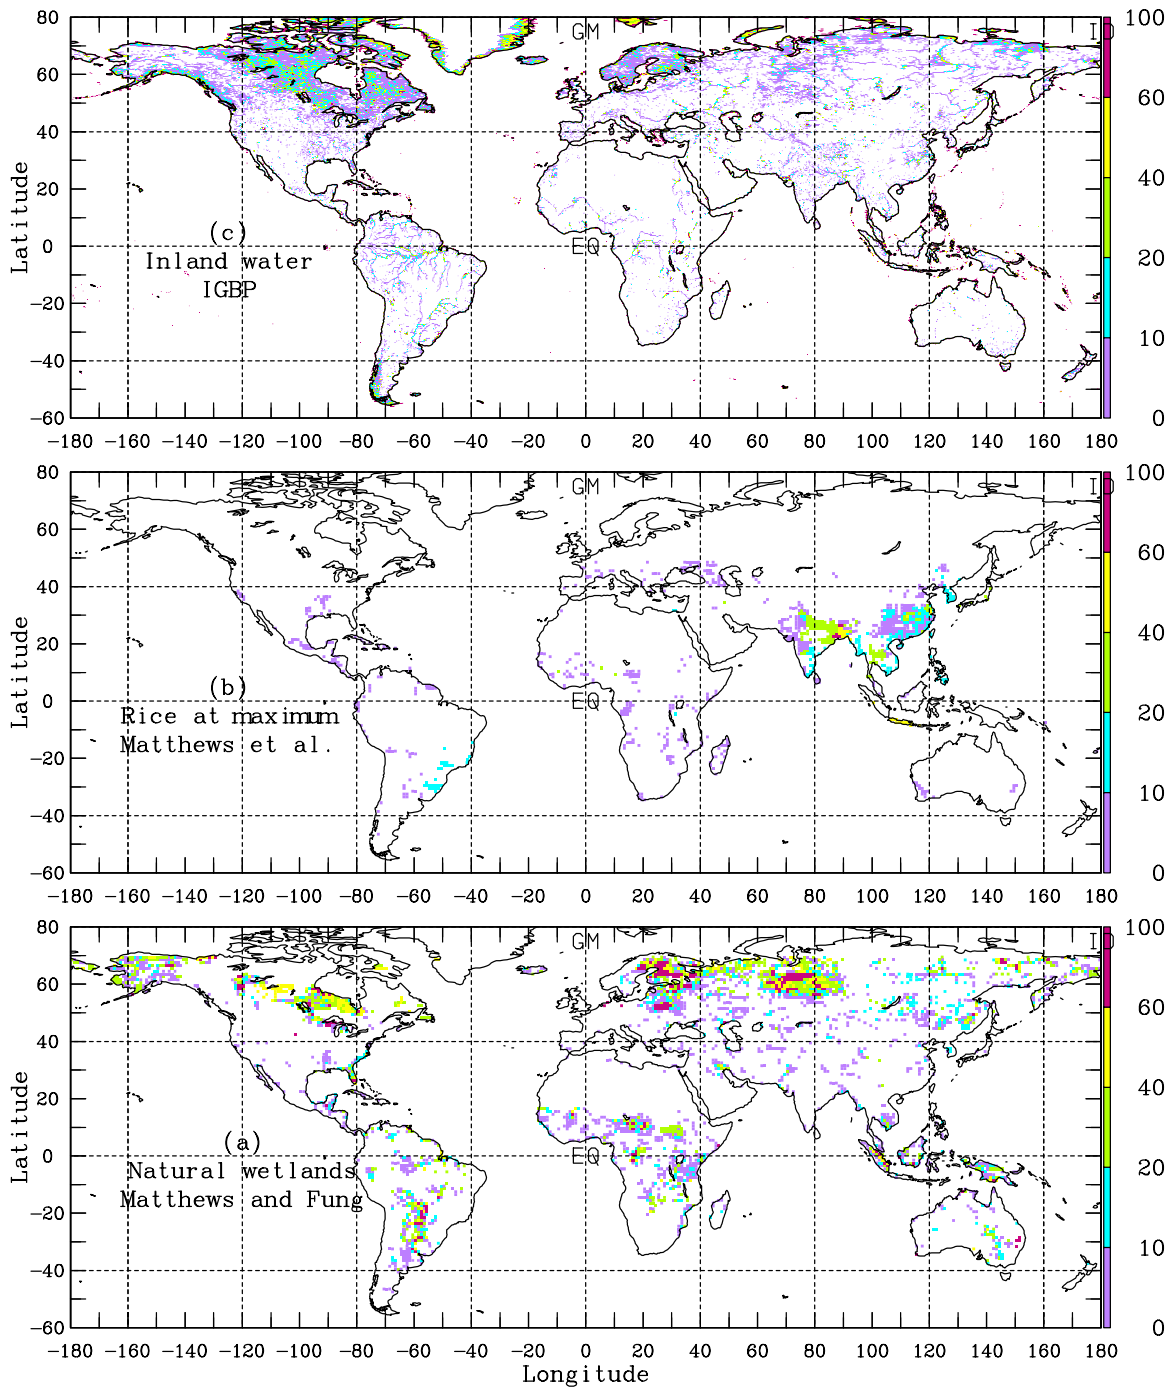 80
60
40
20
0
−20
−40
−60
Latitude
GM
ID
EQ
(c)
Inland water
IGBP
100
60
40
20
10
0
−180 −160 −140 −120 −100 −80 −60 −40 −20 0 20 40 60 80 100 120 140 160 180
80
60
40
20
0
−20
−40
−60
Latitude
GM
ID
EQ
(b)
Rice at maximum
Matthews et al.
100
60
40
20
10
0
−180 −160 −140 −120 −100 −80 −60 −40 −20 0 20 40 60 80 100 120 140 160 180
80
60
40
20
0
−20
−40
−60
Latitude
GM
ID
EQ
(a)
Natural wetlands
Matthews and Fung
100
60
40
20
10
0
−180 −160 −140 −120 −100 −80 −60 −40 −20 0 20 40 60 80 100 120 140 160 180
Longitude